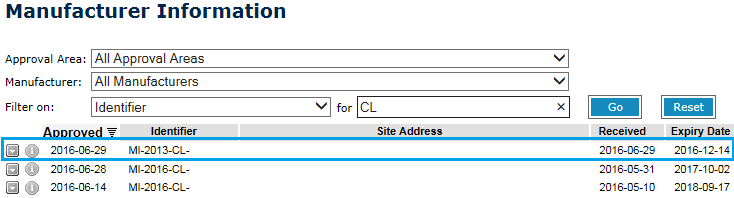 Manufacturer Information
Approval Area: All Approval Areas
Manufacturer: All Manufacturers
Filter on: Identifier for CL × Go Reset
Approved Identifier Site Address Received Expiry Date
2016-06-29 MI-2013-CL- 2016-06-29 2016-12-14
2016-06-28 MI-2016-CL- 2016-05-31 2017-10-02
2016-06-14 MI-2016-CL- 2016-05-10 2018-09-17